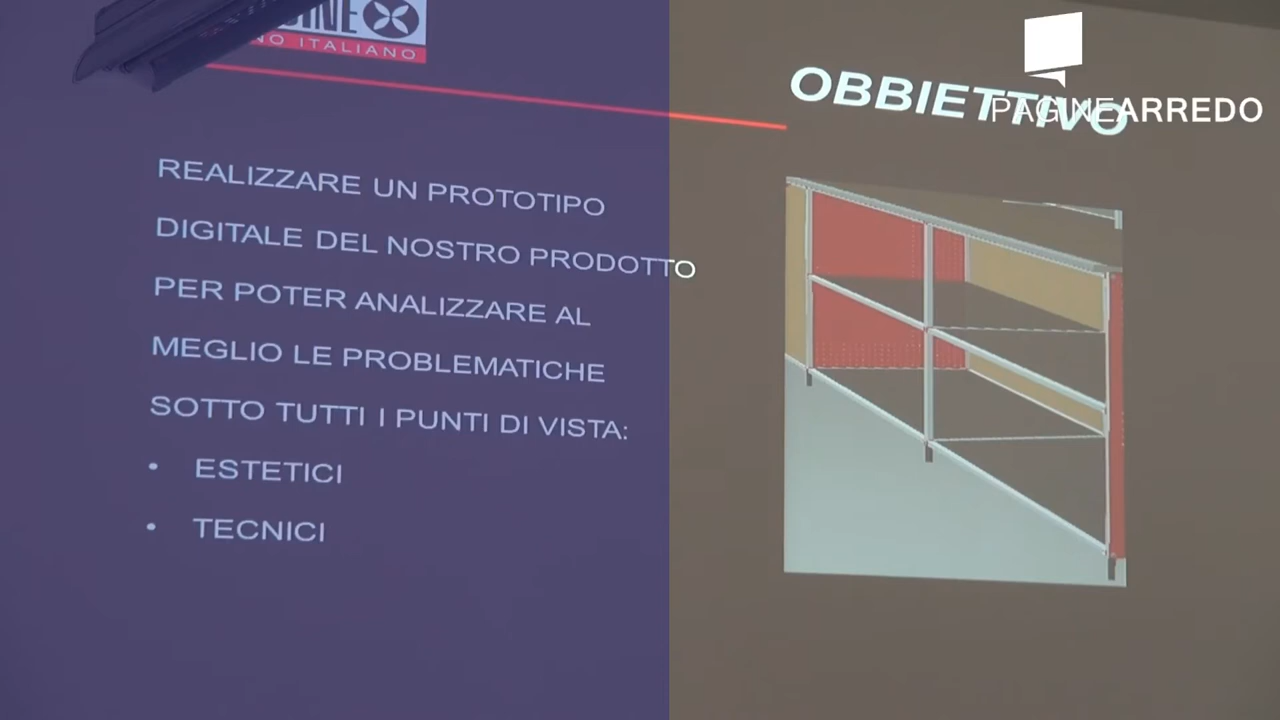 ITALIANO
OBBIETTIVO
PAGINEARREDO
REALIZZARE UN PROTOTIPO
DIGITALE DEL NOSTRO PRODOTTO
PER POTER ANALIZZARE AL
MEGLIO LE PROBLEMATICHE
SOTTO TUTTI I PUNTI DI VISTA:
• ESTETICI
• TECNICI